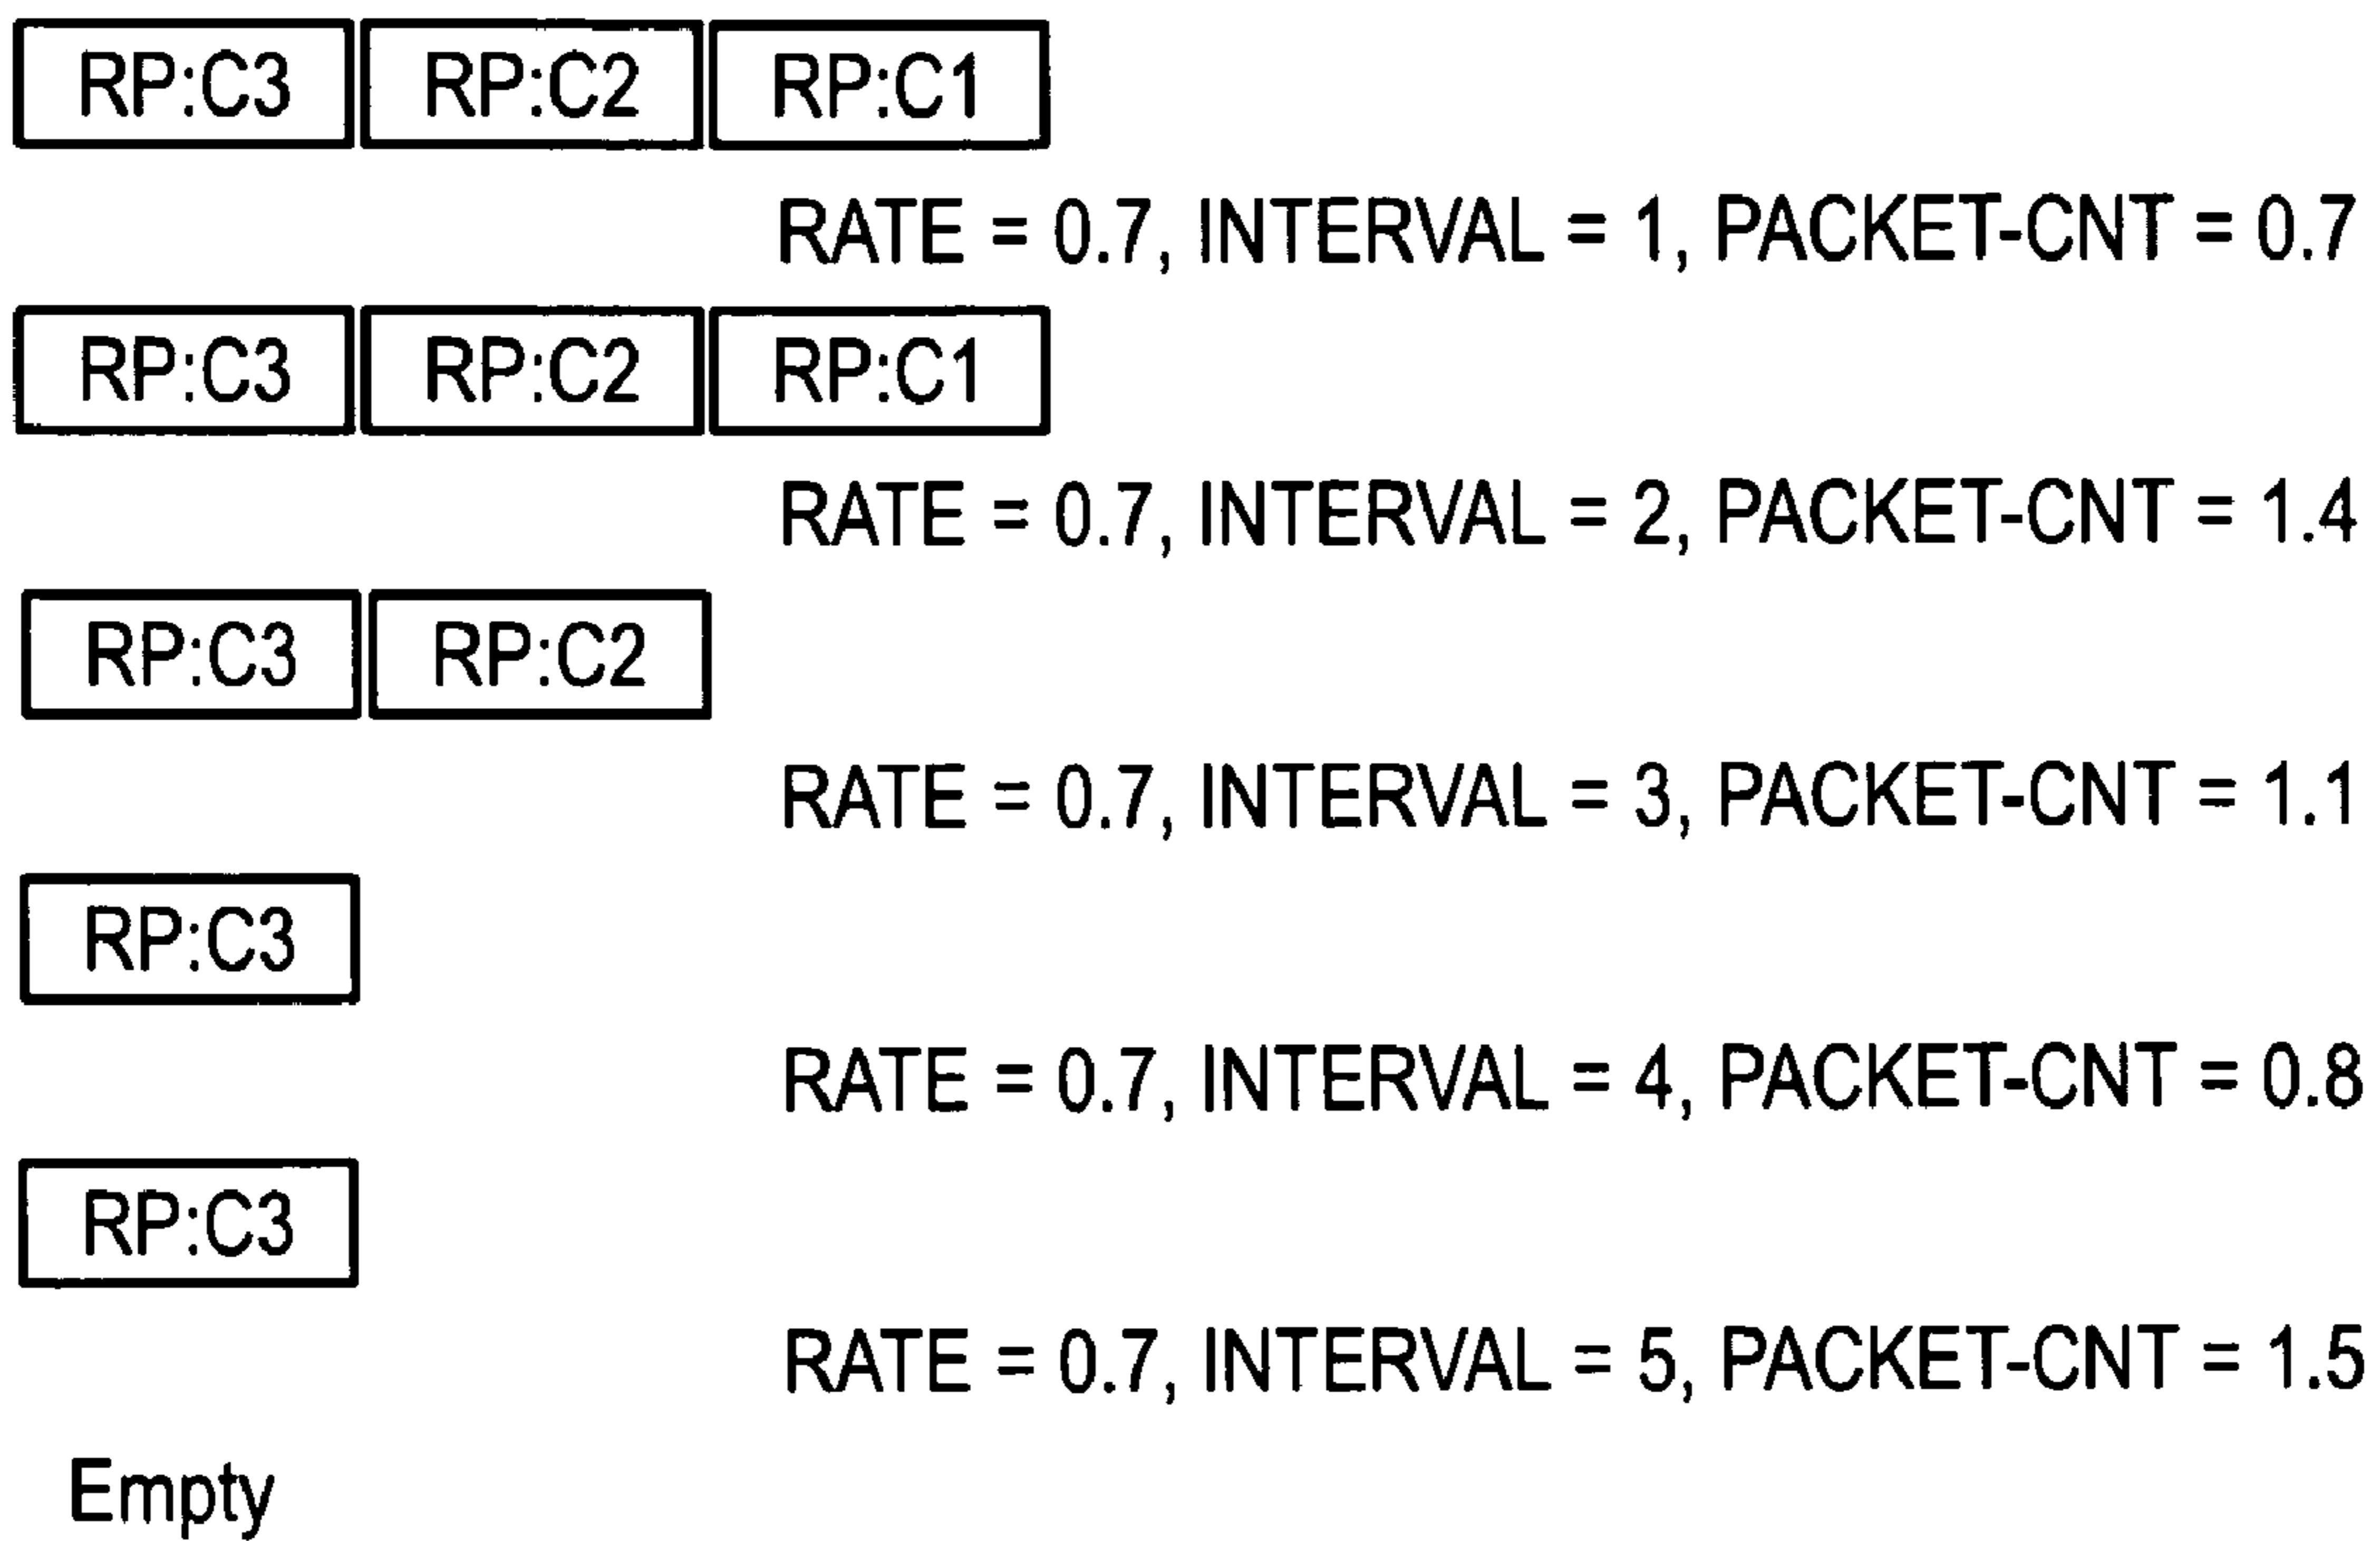 RP:C3 RP:C2 RP:C1
RATE = 0.7, INTERVAL = 1, PACKET-CNT = 0.7
RP:C3 RP:C2 RP:C1
RATE = 0.7, INTERVAL = 2, PACKET-CNT = 1.4
RP:C3 RP:C2
RATE = 0.7, INTERVAL = 3, PACKET-CNT = 1.1
RP:C3
RATE = 0.7, INTERVAL = 4, PACKET-CNT = 0.8
RP:C3
RATE = 0.7, INTERVAL = 5, PACKET-CNT = 1.5
Empty